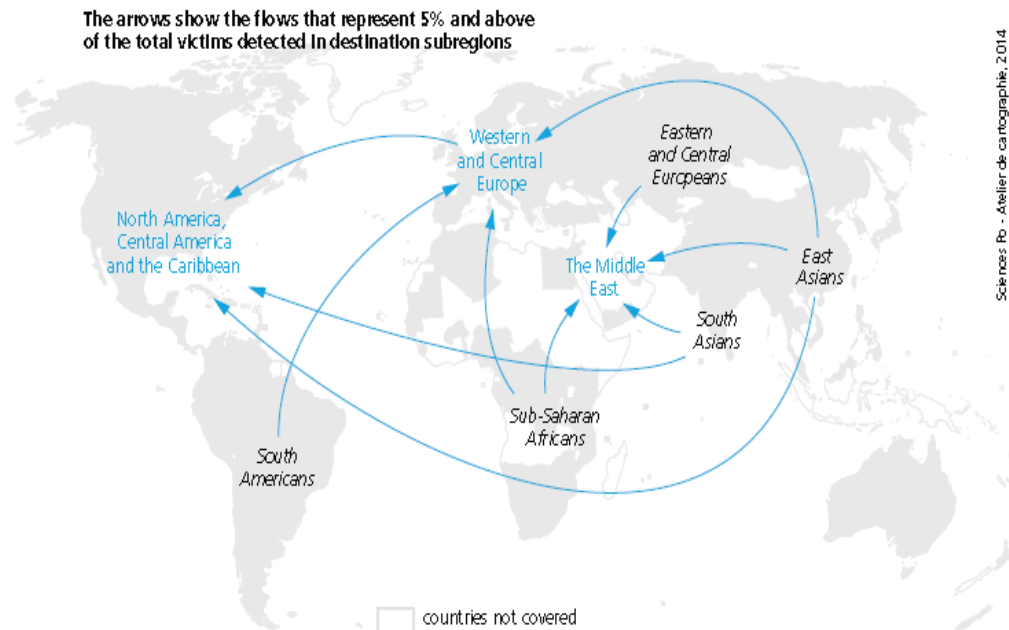 The arrows show the flows that represent 5% and above
of the total victims detected in destination subregions
Sciences Po - Atelier de cartographie, 2014
Western
and Central
Europe
Eastern
and Central
Europeans
North America,
Central America
and the Caribbean
The Middle
East
East
Asians
South
Asians
Sub-Saharan
Africans
South
Americans
countries not covered